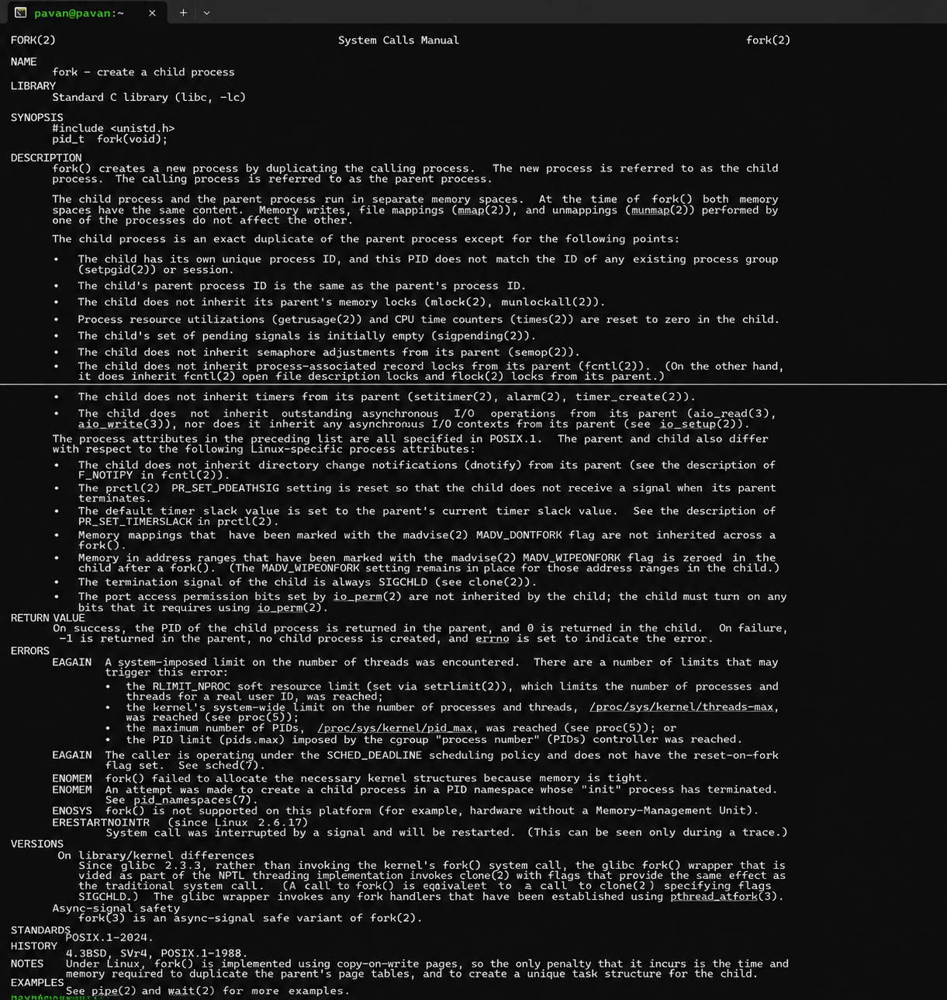 pavan@pavan:~
FORK(2) System Calls Manual fork(2)
NAME
fork – create a child process
LIBRARY
Standard C library (libc, –lc)
SYNOPSIS
#include <unistd.h>
pid_t fork(void);
DESCRIPTION
fork() creates a new process by duplicating the calling process. The new process is referred to as the child
process. The calling process is referred to as the parent process.
The child process and the parent process run in separate memory spaces. At the time of fork() both memory
spaces have the same content. Memory writes, file mappings (mmap(2)), and unmappings (munmap(2)) performed by
one of the processes do not affect the other.
The child process is an exact duplicate of the parent process except for the following points:
• The child has its own unique process ID, and this PID does not match the ID of any existing process group
(setpgid(2)) or session.
• The child's parent process ID is the same as the parent's process ID.
• The child does not inherit its parent's memory locks (mlock(2), munlockall(2)).
• Process resource utilizations (getrusage(2)) and CPU time counters (times(2)) are reset to zero in the child.
• The child's set of pending signals is initially empty (sigpending(2)).
• The child does not inherit semaphore adjustments from its parent (semop(2)).
• The child does not inherit process–associated record locks from its parent (fcntl(2)). (On the other hand,
it does inherit fcntl(2) open file description locks and flock(2) locks from its parent.)
• The child does not inherit timers from its parent (setitimer(2), alarm(2), timer_create(2)).
• The child does not inherit outstanding asynchronous I/O operations from its parent (aio_read(3),
aio_write(3)), nor does it inherit any asynchronous I/O contexts from its parent (see io_setup(2)).
The process attributes in the preceding list are all specified in POSIX.1. The parent and child also differ
with respect to the following Linux-specific process attributes:
• The child does not inherit directory change notifications (dnotify) from its parent (see the description of
F_NOTIFY in fcntl(2)).
• The prctl(2) PR_SET_PDEATHSIG setting is reset so that the child does not receive a signal when its parent
terminates.
• The default timer slack value is set to the parent's current timer slack value. See the description of
PR_SET_TIMERSLACK in prctl(2).
• Memory mappings that have been marked with the madvise(2) MADV_DONTFORK flag are not inherited across a
fork().
• Memory in address ranges that have been marked with the madvise(2) MADV_WIPEONFORK flag is zeroed in the
child after a fork(). (The MADV_WIPEONFORK setting remains in place for those address ranges in the child.)
• The termination signal of the child is always SIGCHLD (see clone(2)).
• The port access permission bits set by io_perm(2) are not inherited by the child; the child must turn on any
bits that it requires using io_perm(2).
RETURN VALUE
On success, the PID of the child process is returned in the parent, and 0 is returned in the child. On failure,
–1 is returned in the parent, no child process is created, and errno is set to indicate the error.
ERRORS
EAGAIN A system–imposed limit on the number of threads was encountered. There are a number of limits that may
trigger this error:
• the RLIMIT_NPROC soft resource limit (set via setrlimit(2)), which limits the number of processes and
threads for a real user ID, was reached;
• the kernel's system–wide limit on the number of processes and threads, /proc/sys/kernel/threads–max,
was reached (see proc(5));
• the maximum number of PIDs, /proc/sys/kernel/pid_max, was reached (see proc(5)); or
• the PID limit (pids.max) imposed by the cgroup "process number" (PIDs) controller was reached.
EAGAIN The caller is operating under the SCHED_DEADLINE scheduling policy and does not have the reset-on-fork
flag set. See sched(7).
ENOMEM fork() failed to allocate the necessary kernel structures because memory is tight.
ENOMEM An attempt was made to create a child process in a PID namespace whose "init" process has terminated.
See pid_namespaces(7).
ENOSYS fork() is not supported on this platform (for example, hardware without a Memory–Management Unit).
ERESTARTNOINTR (since Linux 2.6.17)
System call was interrupted by a signal and will be restarted. (This can be seen only during a trace.)
VERSIONS
On library/kernel differences
Since glibc 2.3.3, rather than invoking the kernel's fork() system call, the glibc fork() wrapper that is
vided as part of the NPTL threading implementation invokes clone(2) with flags that provide the same effect as
the traditional system call. (A call to fork() is to a call to clone(2) specifying flags
SIGCHLD.) The glibc wrapper invokes any fork handlers that have been established using pthread_atfork(3).
Async-signal safety
fork(3) is an async–signal safe variant of fork(2).
STANDARDS
POSIX.1–2024.
HISTORY
4.3BSD, SVr4, POSIX.1–1988.
NOTES Under Linux, fork() is implemented using copy–on–write pages, so the only penalty that it incurs is the time and
memory required to duplicate the parent's page tables, and to create a unique task structure for the child.
EXAMPLES
See pipe(2) and wait(2) for more examples.